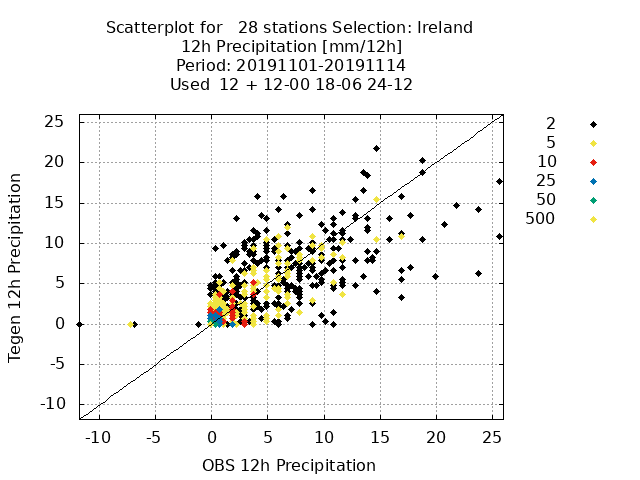 Scatterplot for   28 stations Selection: Ireland
12h Precipitation [mm/12h]
Period: 20191101-20191114
Used  12 + 12-00 18-06 24-12
2
5
10
25
50
500
25
20
15
10
5
0
-5
-10
Tegen 12h Precipitation
-10 -5 0 5 10 15 20 25
OBS 12h Precipitation